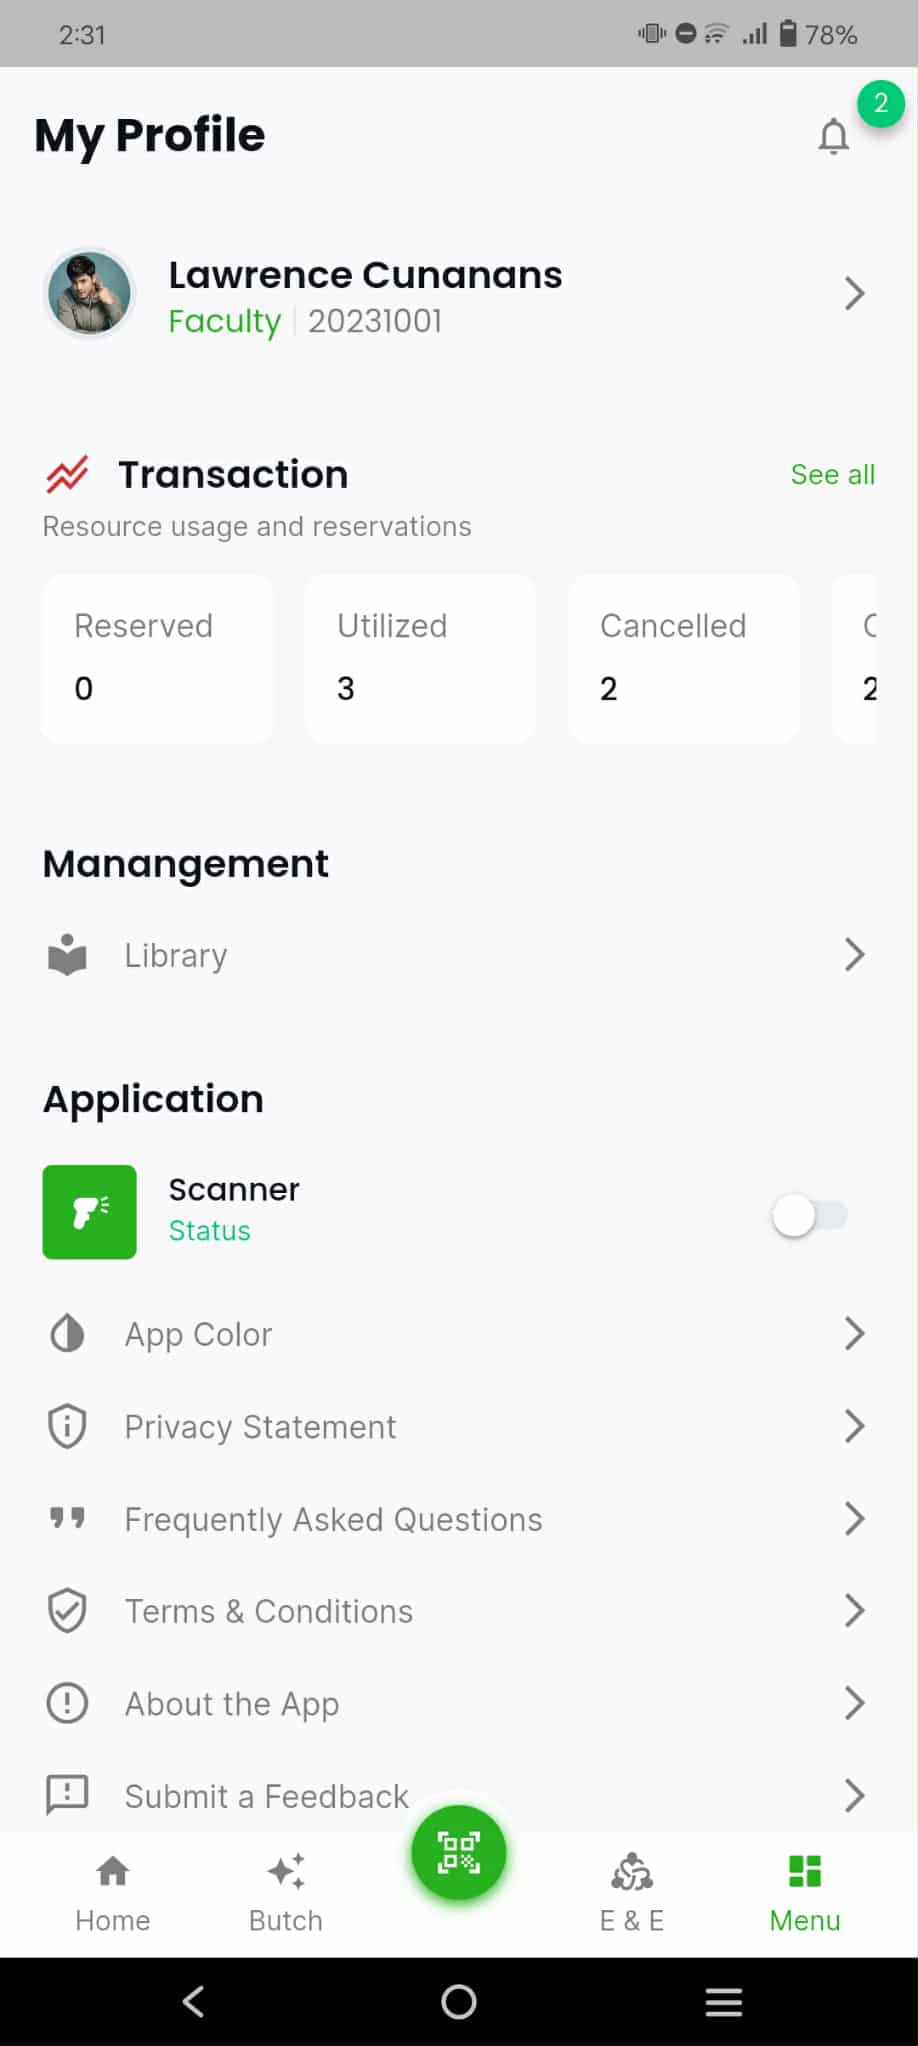 2:31
78%
My Profile
2
Lawrence Cunanans
Faculty | 20231001
Transaction
See all
Resource usage and reservations
Reserved
Utilized
Cancelled
0
3
2
2
Manangement
Library
Application
Scanner
Status
App Color
Privacy Statement
Frequently Asked Questions
Terms & Conditions
About the App
Submit a Feedback
Home
Butch
E & E
Menu